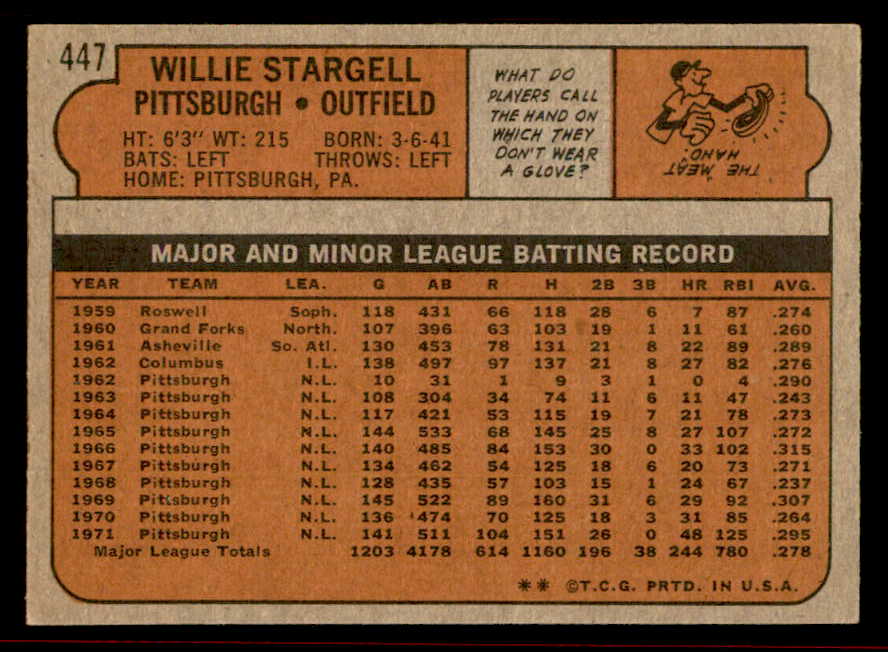 447
WILLIE STARGELL
PITTSBURGH • OUTFIELD
HT: 6'3" WT: 215 BORN: 3-6-41
BATS: LEFT THROWS: LEFT
HOME: PITTSBURGH, PA.
WHAT DO
PLAYERS CALL
THE HAND ON
WHICH THEY
DON'T WEAR
A GLOVE?
THE "MEAT
HAND".
MAJOR AND MINOR LEAGUE BATTING RECORD
YEAR TEAM LEA. G AB R H 2B 3B HR RBI AVG.
1959 Roswell Soph. 118 431 66 118 28 6 7 87 .274
1960 Grand Forks North. 107 396 63 103 19 1 11 61 .260
1961 Asheville So. Atl. 130 453 78 131 21 8 22 89 .289
1962 Columbus I.L. 138 497 97 137 21 8 27 82 .276
1962 Pittsburgh N.L. 10 31 1 9 3 1 0 4 .290
1963 Pittsburgh N.L. 108 304 34 74 11 6 11 47 .243
1964 Pittsburgh N.L. 117 421 53 115 19 7 21 78 .273
1965 Pittsburgh N.L. 144 533 68 145 25 8 27 107 .272
1966 Pittsburgh N.L. 140 485 84 153 30 0 33 102 .315
1967 Pittsburgh N.L. 134 462 54 125 18 6 20 73 .271
1968 Pittsburgh N.L. 128 435 57 103 15 1 24 67 .237
1969 Pittsburgh N.L. 145 522 89 160 31 6 29 92 .307
1970 Pittsburgh N.L. 136 474 70 125 18 3 31 85 .264
1971 Pittsburgh N.L. 141 511 104 151 26 0 48 125 .295
Major League Totals 1203 4178 614 1160 196 38 244 780 .278
** ©T.C.G. PRTD. IN U.S.A.